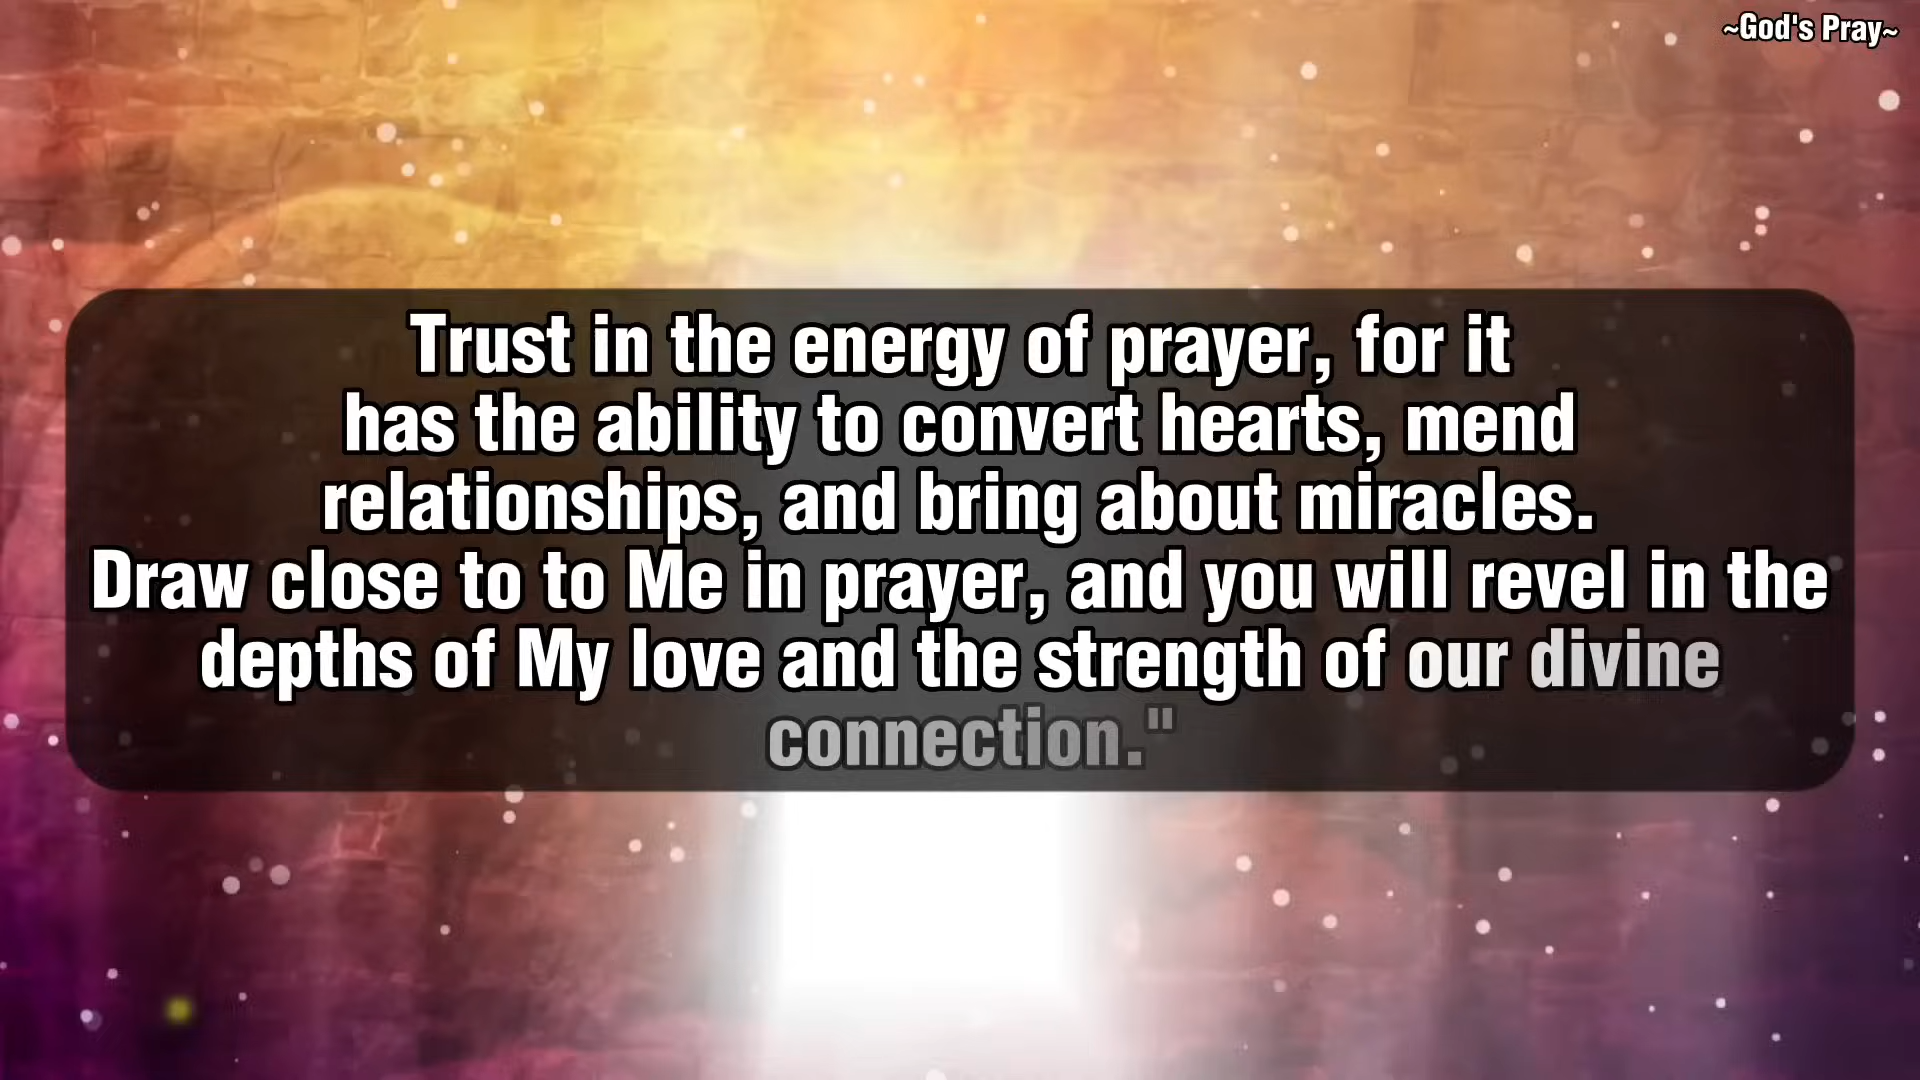 ~God's Pray~
Trust in the energy of prayer, for it
has the ability to convert hearts, mend
relationships, and bring about miracles.
Draw close to to Me in prayer, and you will revel in the
depths of My love and the strength of our divine
connection."